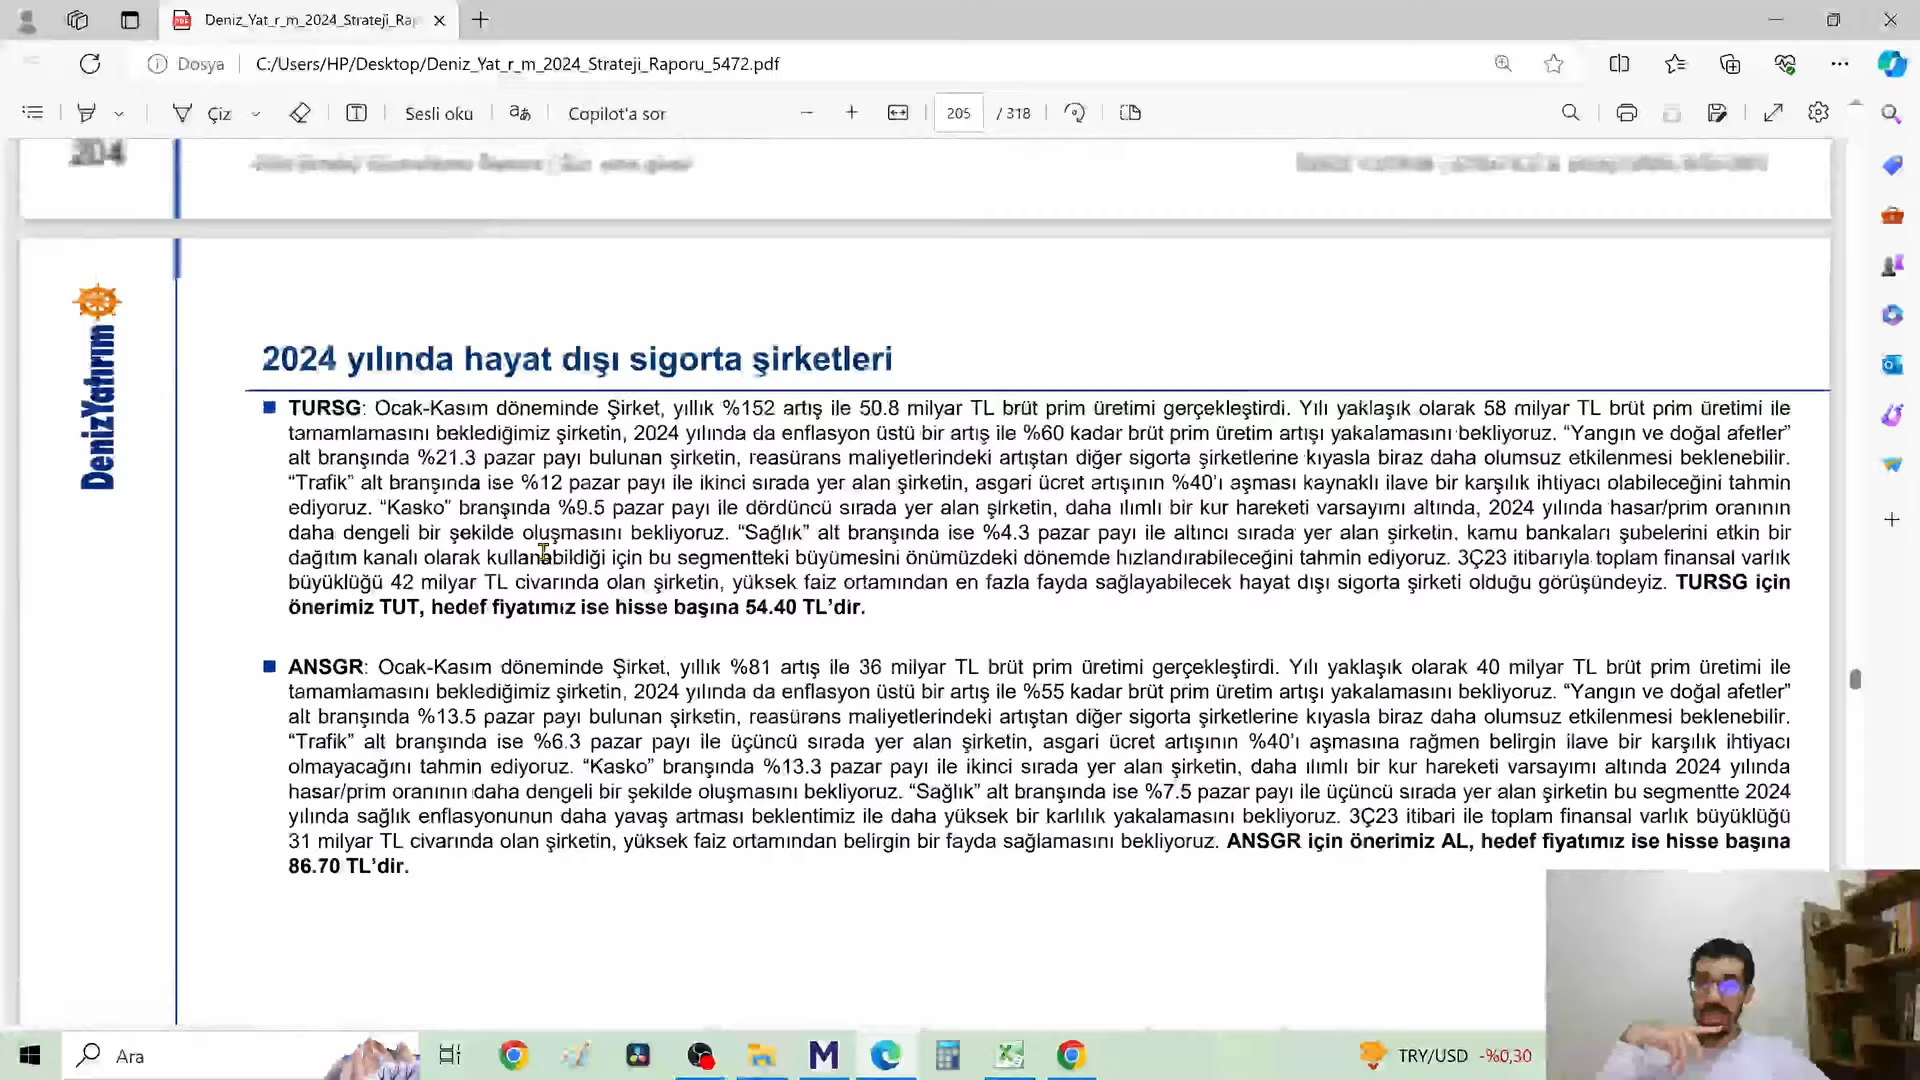 Deniz_Yat_r_m_2024_Strateji_Rap
Dosya
C:/Users/HP/Desktop/Deniz_Yat_r_m_2024_Strateji_Raporu_5472.pdf
Çiz
Sesli oku
Copilot'a sor
205 / 318
204
DenizYatırım
2024 yılında hayat dışı sigorta şirketleri
TURSG: Ocak-Kasım döneminde Şirket, yıllık %152 artış ile 50.8 milyar TL brüt prim üretimi gerçekleştirdi. Yılı yaklaşık olarak 58 milyar TL brüt prim üretimi ile
tamamlamasını beklediğimiz şirketin, 2024 yılında da enflasyon üstü bir artış ile %60 kadar brüt prim üretim artışı yakalamasını bekliyoruz. “Yangın ve doğal afetler”
alt branşında %21.3 pazar payı bulunan şirketin, reasürans maliyetlerindeki artıştan diğer sigorta şirketlerine kıyasla biraz daha olumsuz etkilenmesi beklenebilir.
“Trafik” alt branşında ise %12 pazar payı ile ikinci sırada yer alan şirketin, asgari ücret artışının %40’ı aşması kaynaklı ilave bir karşılık ihtiyacı olabileceğini tahmin
ediyoruz. “Kasko” branşında %9.5 pazar payı ile dördüncü sırada yer alan şirketin, daha ılımlı bir kur hareketi varsayımı altında, 2024 yılında hasar/prim oranının
daha dengeli bir şekilde oluşmasını bekliyoruz. “Sağlık” alt branşında ise %4.3 pazar payı ile altıncı sırada yer alan şirketin, kamu bankaları şubelerini etkin bir
dağıtım kanalı olarak kullanabildiği için bu segmentteki büyümesini önümüzdeki dönemde hızlandırabileceğini tahmin ediyoruz. 3Ç23 itibarıyla toplam finansal varlık
büyüklüğü 42 milyar TL civarında olan şirketin, yüksek faiz ortamından en fazla fayda sağlayabilecek hayat dışı sigorta şirketi olduğu görüşündeyiz. TURSG için
önerimiz TUT, hedef fiyatımız ise hisse başına 54.40 TL’dir.
ANSGR: Ocak-Kasım döneminde Şirket, yıllık %81 artış ile 36 milyar TL brüt prim üretimi gerçekleştirdi. Yılı yaklaşık olarak 40 milyar TL brüt prim üretimi ile
tamamlamasını beklediğimiz şirketin, 2024 yılında da enflasyon üstü bir artış ile %55 kadar brüt prim üretim artışı yakalamasını bekliyoruz. “Yangın ve doğal afetler”
alt branşında %13.5 pazar payı bulunan şirketin, reasürans maliyetlerindeki artıştan diğer sigorta şirketlerine kıyasla biraz daha olumsuz etkilenmesi beklenebilir.
“Trafik” alt branşında ise %6.3 pazar payı ile üçüncü sırada yer alan şirketin, asgari ücret artışının %40’ı aşmasına rağmen belirgin ilave bir karşılık ihtiyacı
olmayacağını tahmin ediyoruz. “Kasko” branşında %13.3 pazar payı ile ikinci sırada yer alan şirketin, daha ılımlı bir kur hareketi varsayımı altında 2024 yılında
hasar/prim oranının daha dengeli bir şekilde oluşmasını bekliyoruz. “Sağlık” alt branşında ise %7.5 pazar payı ile üçüncü sırada yer alan şirketin bu segmentte 2024
yılında sağlık enflasyonunun daha yavaş artması beklentimiz ile daha yüksek bir karlılık yakalamasını bekliyoruz. 3Ç23 itibari ile toplam finansal varlık büyüklüğü
31 milyar TL civarında olan şirketin, yüksek faiz ortamından belirgin bir fayda sağlamasını bekliyoruz. ANSGR için önerimiz AL, hedef fiyatımız ise hisse başına
86.70 TL’dir.
Ara
TRY/USD -%0,30